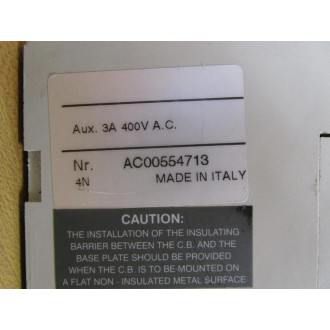 Aux. 3A 400V A.C.
Nr. AC00554713
4N MADE IN ITALY
CAUTION:
THE INSTALLATION OF THE INSULATING
BARRIER BETWEEN THE C.B. AND THE
BASE PLATE SHOULD BE PROVIDED
WHEN THE C.B. IS TO BE MOUNTED ON
A FLAT NON - INSULATED METAL SURFACE